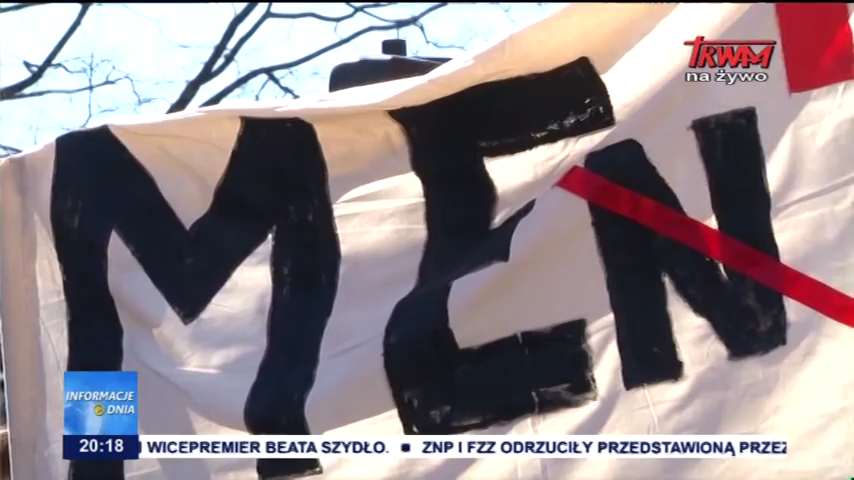 TRWAM
na żywo
MEN
INFORMACJE
DNIA
20:18 I WICEPREMIER BEATA SZYDŁO. ■ ZNP I FZZ ODRZUCIŁY PRZEDSTAWIONĄ PRZEZ